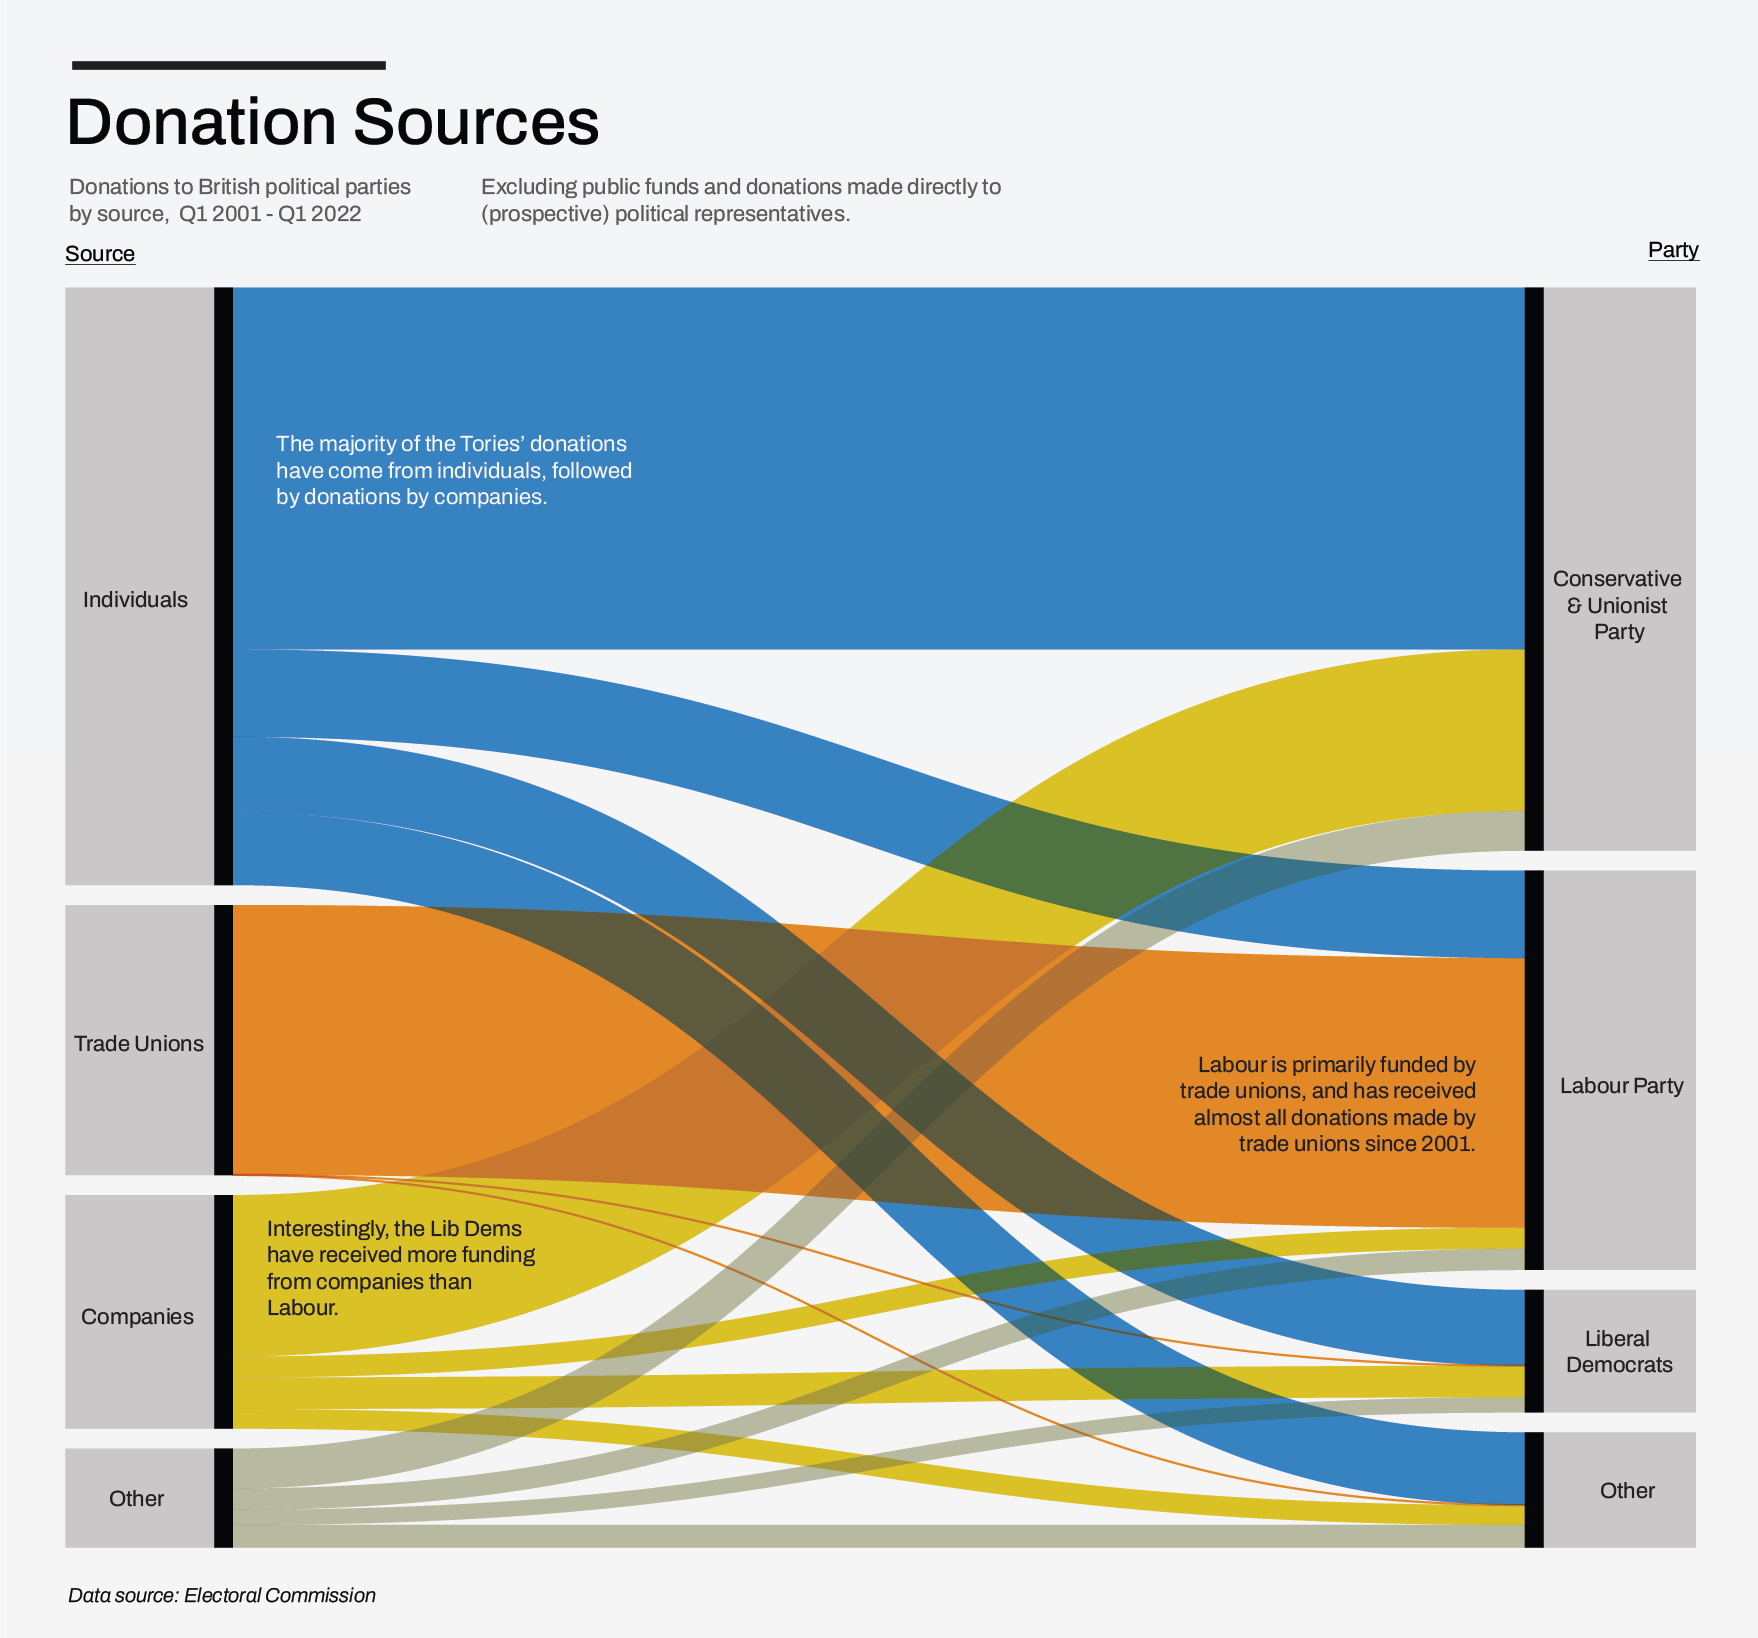 Donation Sources
Donations to British political parties
by source, Q1 2001 - Q1 2022
Excluding public funds and donations made directly to
(prospective) political representatives.
Source
Party
The majority of the Tories’ donations
have come from individuals, followed
by donations by companies.
Individuals
Conservative
& Unionist
Party
Trade Unions
Labour is primarily funded by
trade unions, and has received
almost all donations made by
trade unions since 2001.
Labour Party
Interestingly, the Lib Dems
have received more funding
from companies than
Labour.
Companies
Liberal
Democrats
Other
Other
Data source: Electoral Commission